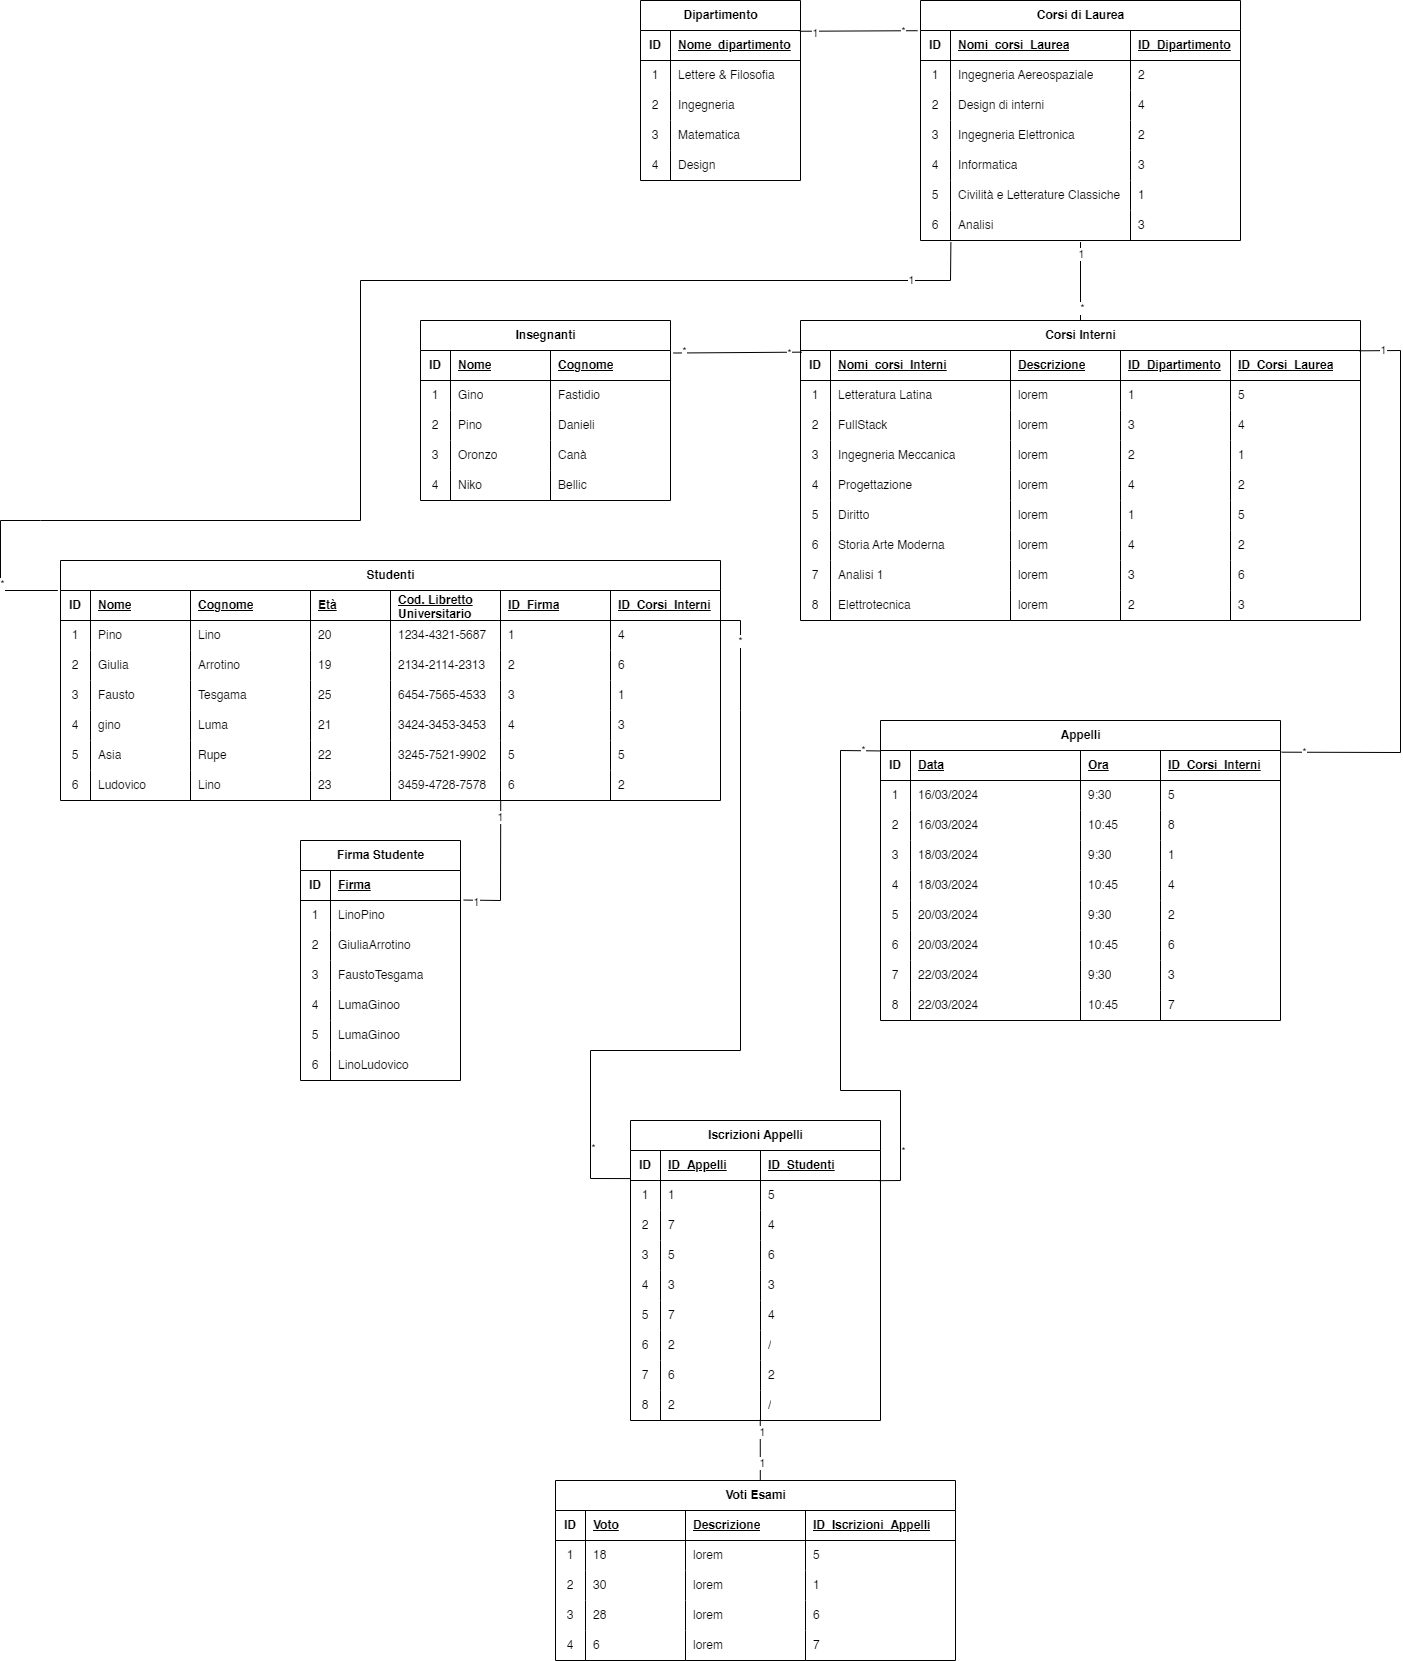 Dipartimento
ID Nome_dipartimento
1 Lettere & Filosofia
2 Ingegneria
3 Matematica
4 Design
1 *
Corsi di Laurea
ID Nomi_corsi_Laurea ID_Dipartimento
1 Ingegneria Aereospaziale 2
2 Design di interni 4
3 Ingegneria Elettronica 2
4 Informatica 3
5 Civilità e Letterature Classiche 1
6 Analisi 3
1
1
*
Insegnanti
ID Nome Cognome
1 Gino Fastidio
2 Pino Danieli
3 Oronzo Canà
4 Niko Bellic
* *
Corsi Interni
ID Nomi_corsi_Interni Descrizione ID_Dipartimento ID_Corsi_Laurea
1 Letteratura Latina lorem 1 5
2 FullStack lorem 3 4
3 Ingegneria Meccanica lorem 2 1
4 Progettazione lorem 4 2
5 Diritto lorem 1 5
6 Storia Arte Moderna lorem 4 2
7 Analisi 1 lorem 3 6
8 Elettrotecnica lorem 2 3
1
*
Studenti
ID Nome Cognome Età Cod. Libretto
Universitario ID_Firma ID_Corsi_Interni
1 Pino Lino 20 1234-4321-5687 1 4
2 Giulia Arrotino 19 2134-2114-2313 2 6
3 Fausto Tesgama 25 6454-7565-4533 3 1
4 gino Luma 21 3424-3453-3453 4 3
5 Asia Rupe 22 3245-7521-9902 5 5
6 Ludovico Lino 23 3459-4728-7578 6 2
*
1
Firma Studente
ID Firma
1 LinoPino
2 GiuliaArrotino
3 FaustoTesgama
4 LumaGinoo
5 LumaGinoo
6 LinoLudovico
1
* *
Appelli
ID Data Ora ID_Corsi_Interni
1 16/03/2024 9:30 5
2 16/03/2024 10:45 8
3 18/03/2024 9:30 1
4 18/03/2024 10:45 4
5 20/03/2024 9:30 2
6 20/03/2024 10:45 6
7 22/03/2024 9:30 3
8 22/03/2024 10:45 7
* *
Iscrizioni Appelli
ID ID_Appelli ID_Studenti
1 1 5
2 7 4
3 5 6
4 3 3
5 7 4
6 2 /
7 6 2
8 2 /
1
1
Voti Esami
ID Voto Descrizione ID_Iscrizioni_Appelli
1 18 lorem 5
2 30 lorem 1
3 28 lorem 6
4 6 lorem 7